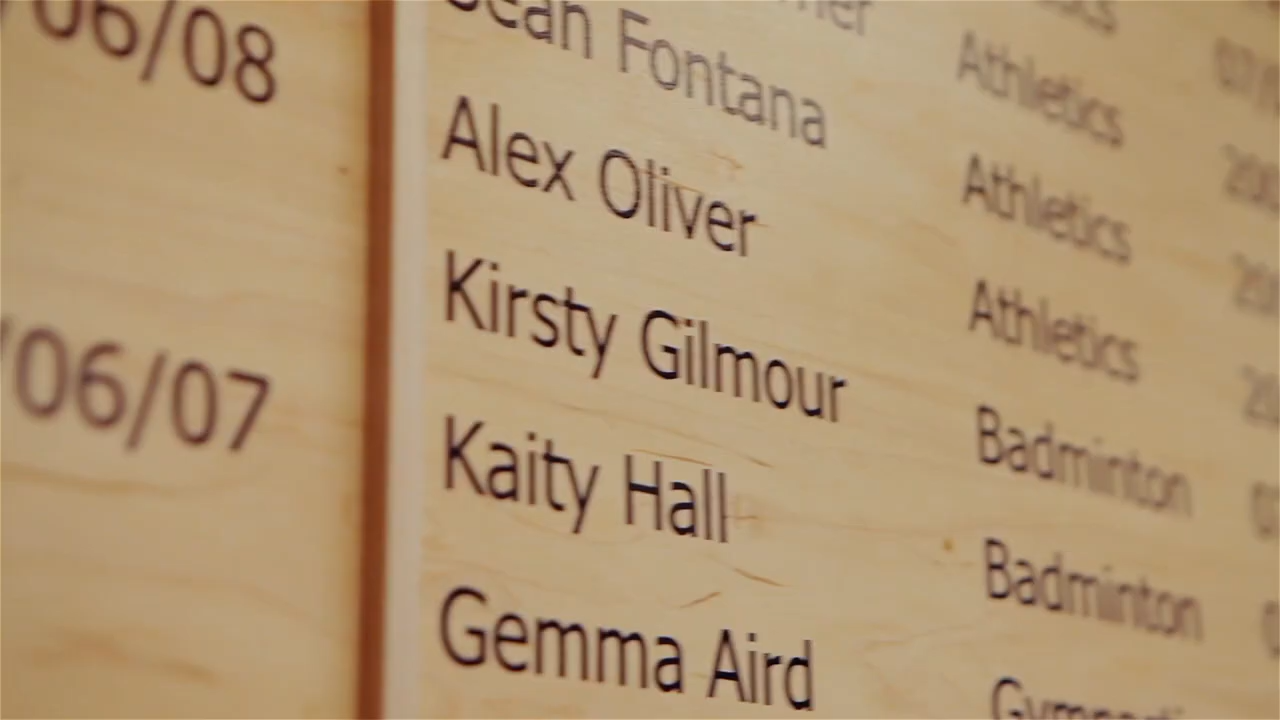 06/08
Athletics
Sean Fontana Athletics
Alex Oliver Athletics
Kirsty Gilmour Badminton
/06/07
Kaity Hall Badminton
Gemma Aird